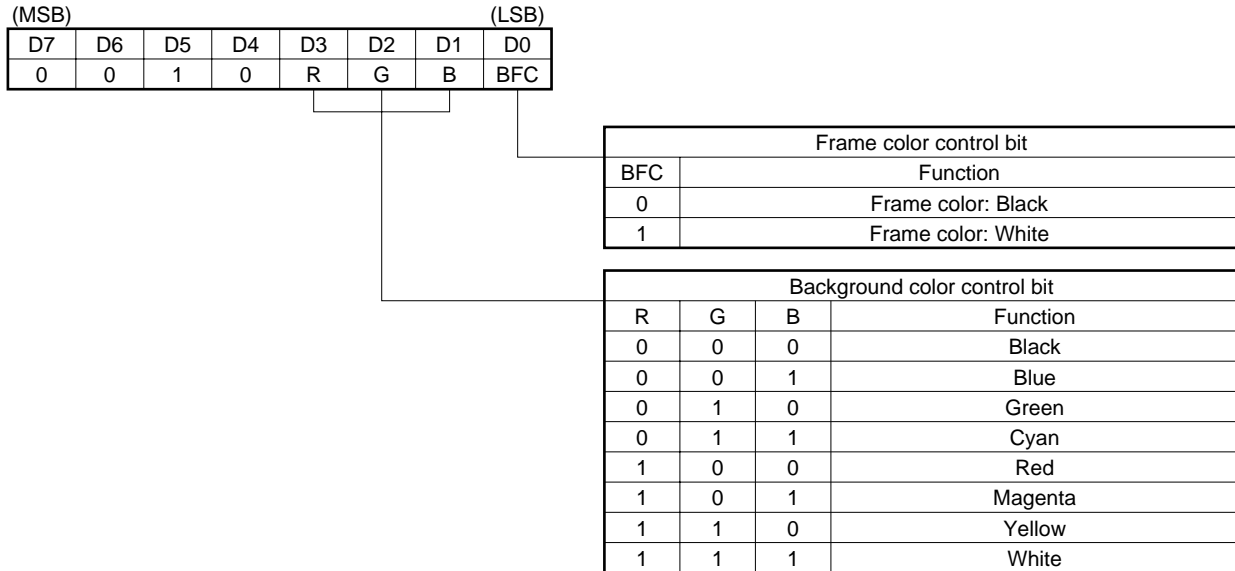 (MSB) (LSB)
D7 D6 D5 D4 D3 D2 D1 D0
0 0 1 0 R G B BFC
Frame color control bit
BFC Function
0 Frame color: Black
1 Frame color: White
Background color control bit
R G B Function
0 0 0 Black
0 0 1 Blue
0 1 0 Green
0 1 1 Cyan
1 0 0 Red
1 0 1 Magenta
1 1 0 Yellow
1 1 1 White